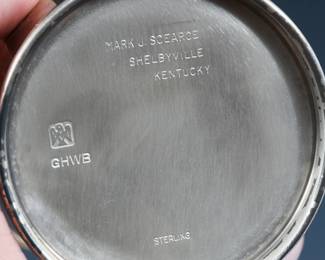 MARK J. SCEARCE
SHELBYVILLE
KENTUCKY
GHWB
STERLING